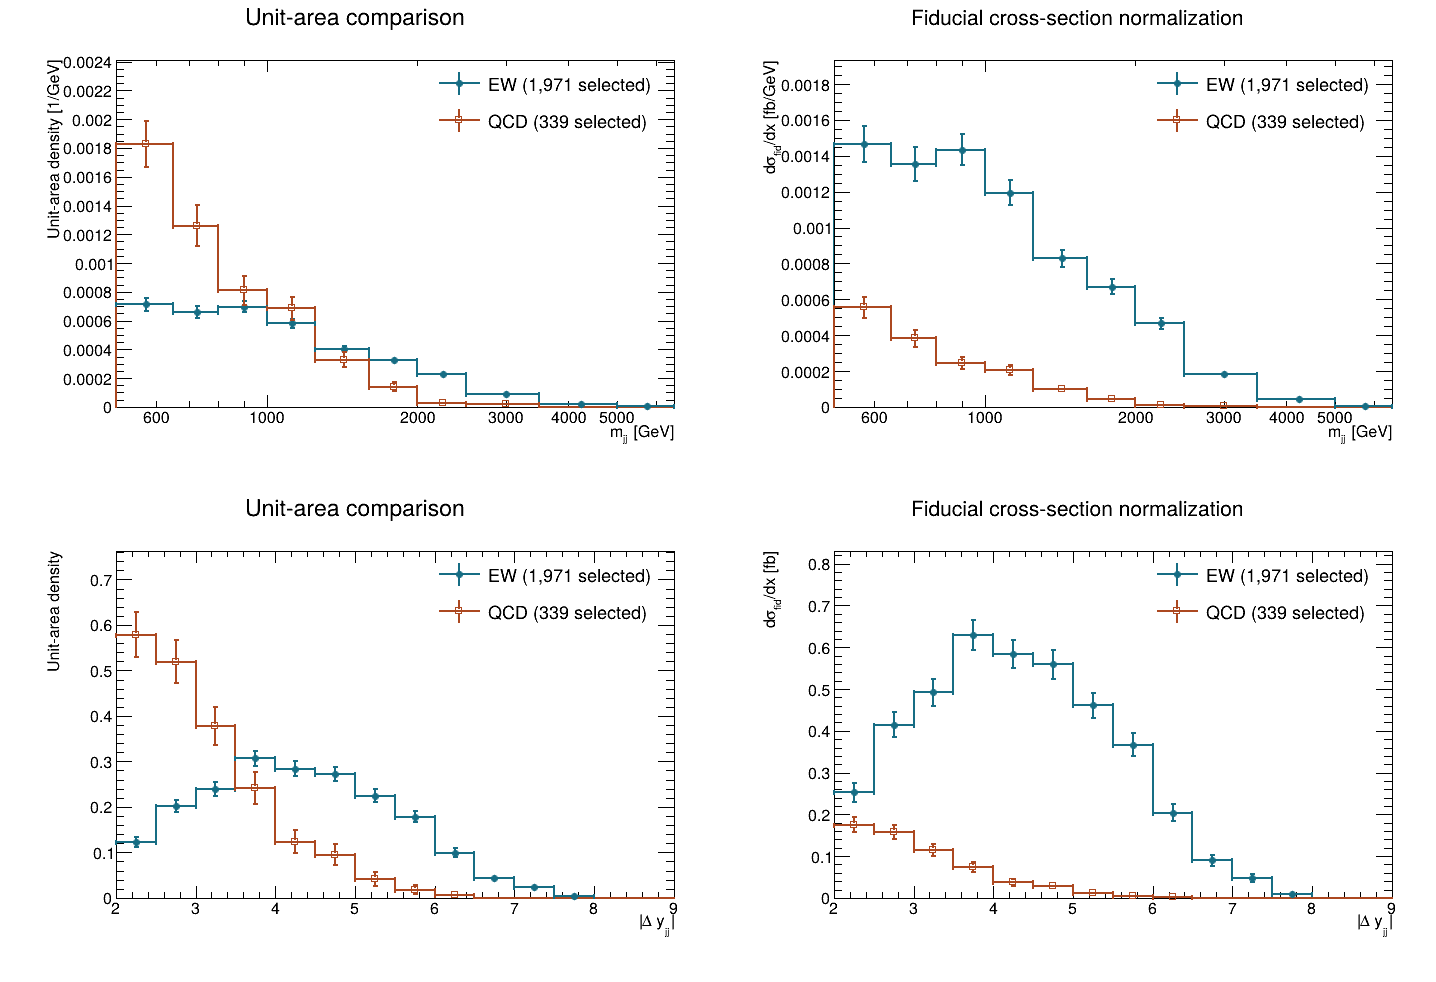 Unit-area comparison
Unit-area density [1/GeV]
0.0024
0.0022
0.002
0.0018
0.0016
0.0014
0.0012
0.001
0.0008
0.0006
0.0004
0.0002
0
EW (1,971 selected)
QCD (339 selected)
600 1000 2000 3000 4000 5000
m_jj [GeV]
Fiducial cross-section normalization
dσ_fid/dx [fb/GeV]
0.0018
0.0016
0.0014
0.0012
0.001
0.0008
0.0006
0.0004
0.0002
0
EW (1,971 selected)
QCD (339 selected)
600 1000 2000 3000 4000 5000
m_jj [GeV]
Unit-area comparison
Unit-area density
0.7
0.6
0.5
0.4
0.3
0.2
0.1
0
EW (1,971 selected)
QCD (339 selected)
2 3 4 5 6 7 8 9
|Δ y_jj|
Fiducial cross-section normalization
dσ_fid/dx [fb]
0.8
0.7
0.6
0.5
0.4
0.3
0.2
0.1
0
EW (1,971 selected)
QCD (339 selected)
2 3 4 5 6 7 8 9
|Δ y_jj|